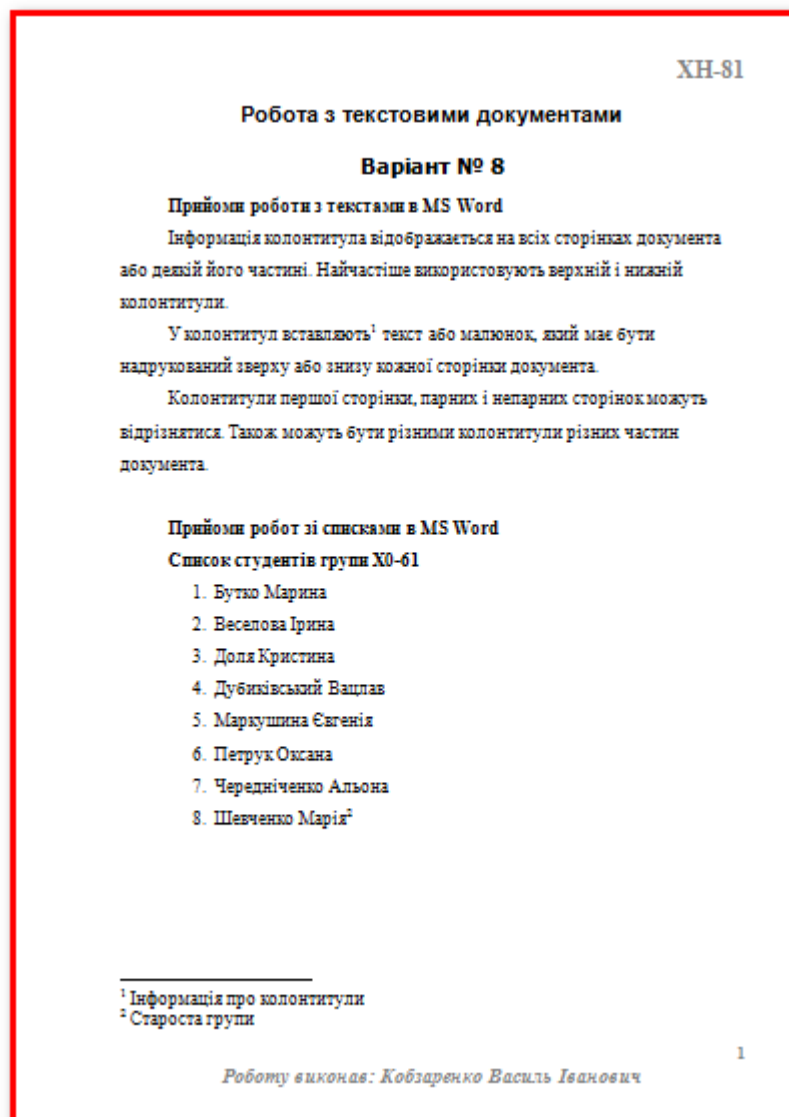 ХН-81
Робота з текстовими документами
Варіант № 8
Прийоми роботи з текстами в MS Word
Інформація колонтитула відображається на всіх сторінках документа
або деякій його частині. Найчастіше використовують верхній і нижній
колонтитули.
У колонтитул вставляють¹ текст або малюнок, який має бути
надрукований зверху або знизу кожної сторінки документа.
Колонтитули першої сторінки, парних і непарних сторінок можуть
відрізнятися. Також можуть бути різними колонтитули різних частин
документа.
Прийоми робот зі списками в MS Word
Список студентів групи Х0-61
1. Бутко Марина
2. Веселова Ірина
3. Доля Кристина
4. Дубиківський Вацлав
5. Маркушина Євгенія
6. Петрук Оксана
7. Чередніченко Альона
8. Шевченко Марія²
¹ Інформація про колонтитули
² Староста групи
1
Роботу виконав: Кобзаренко Василь Іванович